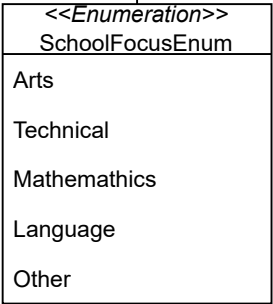 <<Enumeration>>
SchoolFocusEnum
Arts
Technical
Mathemathics
Language
Other